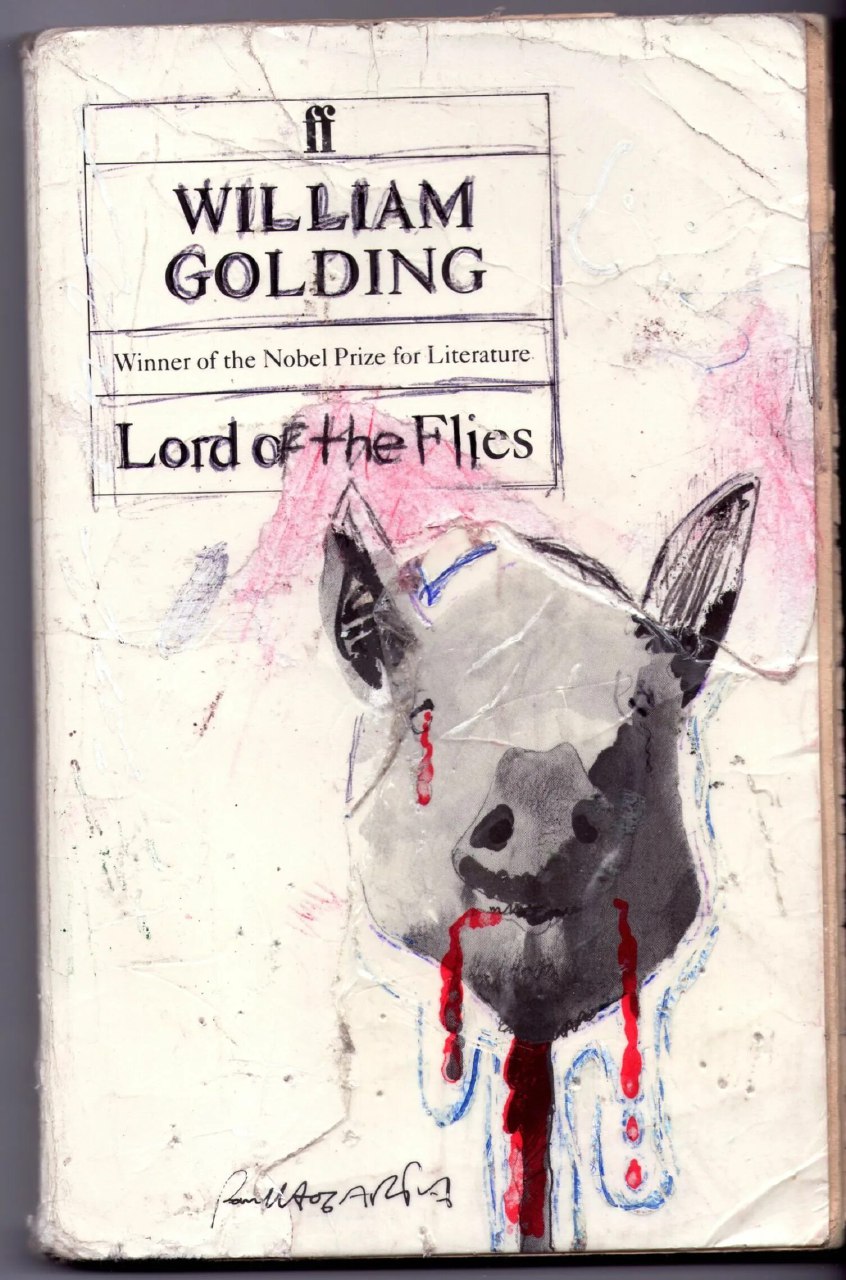 ff
WILLIAM
GOLDING
Winner of the Nobel Prize for Literature
Lord of the Flies